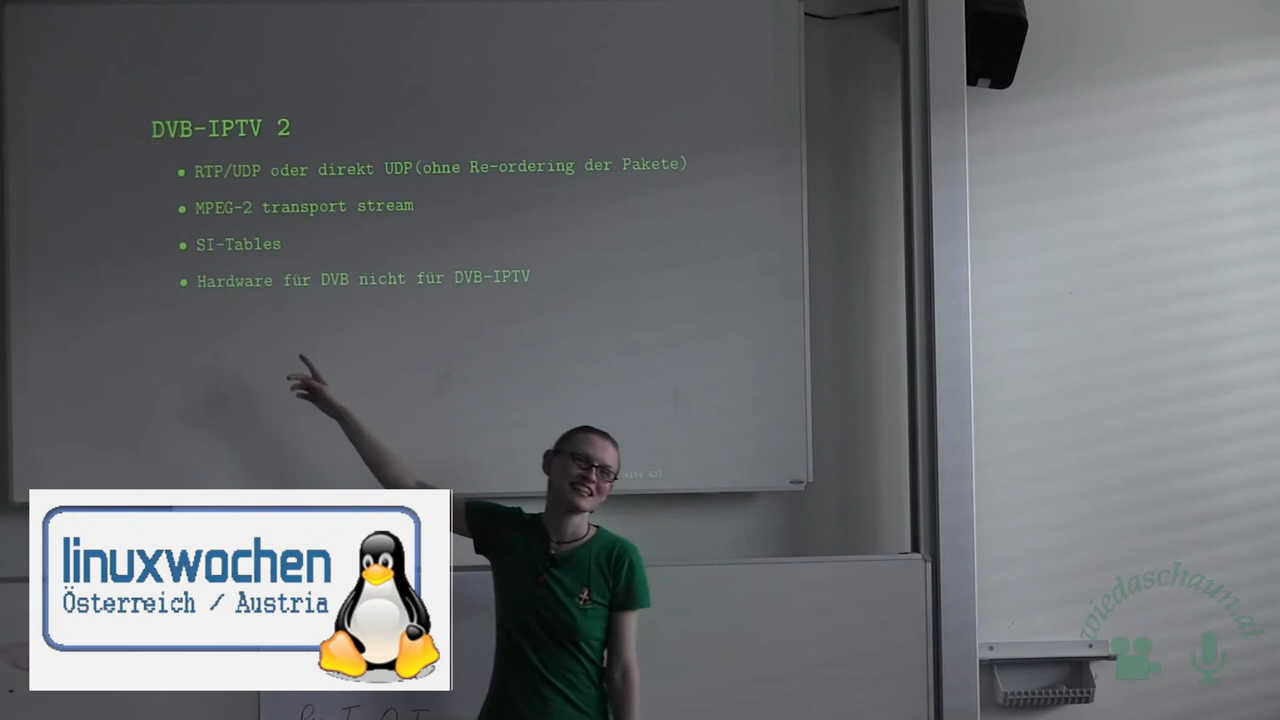 DVB-IPTV 2
• RTP/UDP oder direkt UDP(ohne Re-ordering der Pakete)
• MPEG-2 transport stream
• SI-Tables
• Hardware für DVB nicht für DVB-IPTV
linuxwochen
Österreich / Austria
wiedaschaun.at